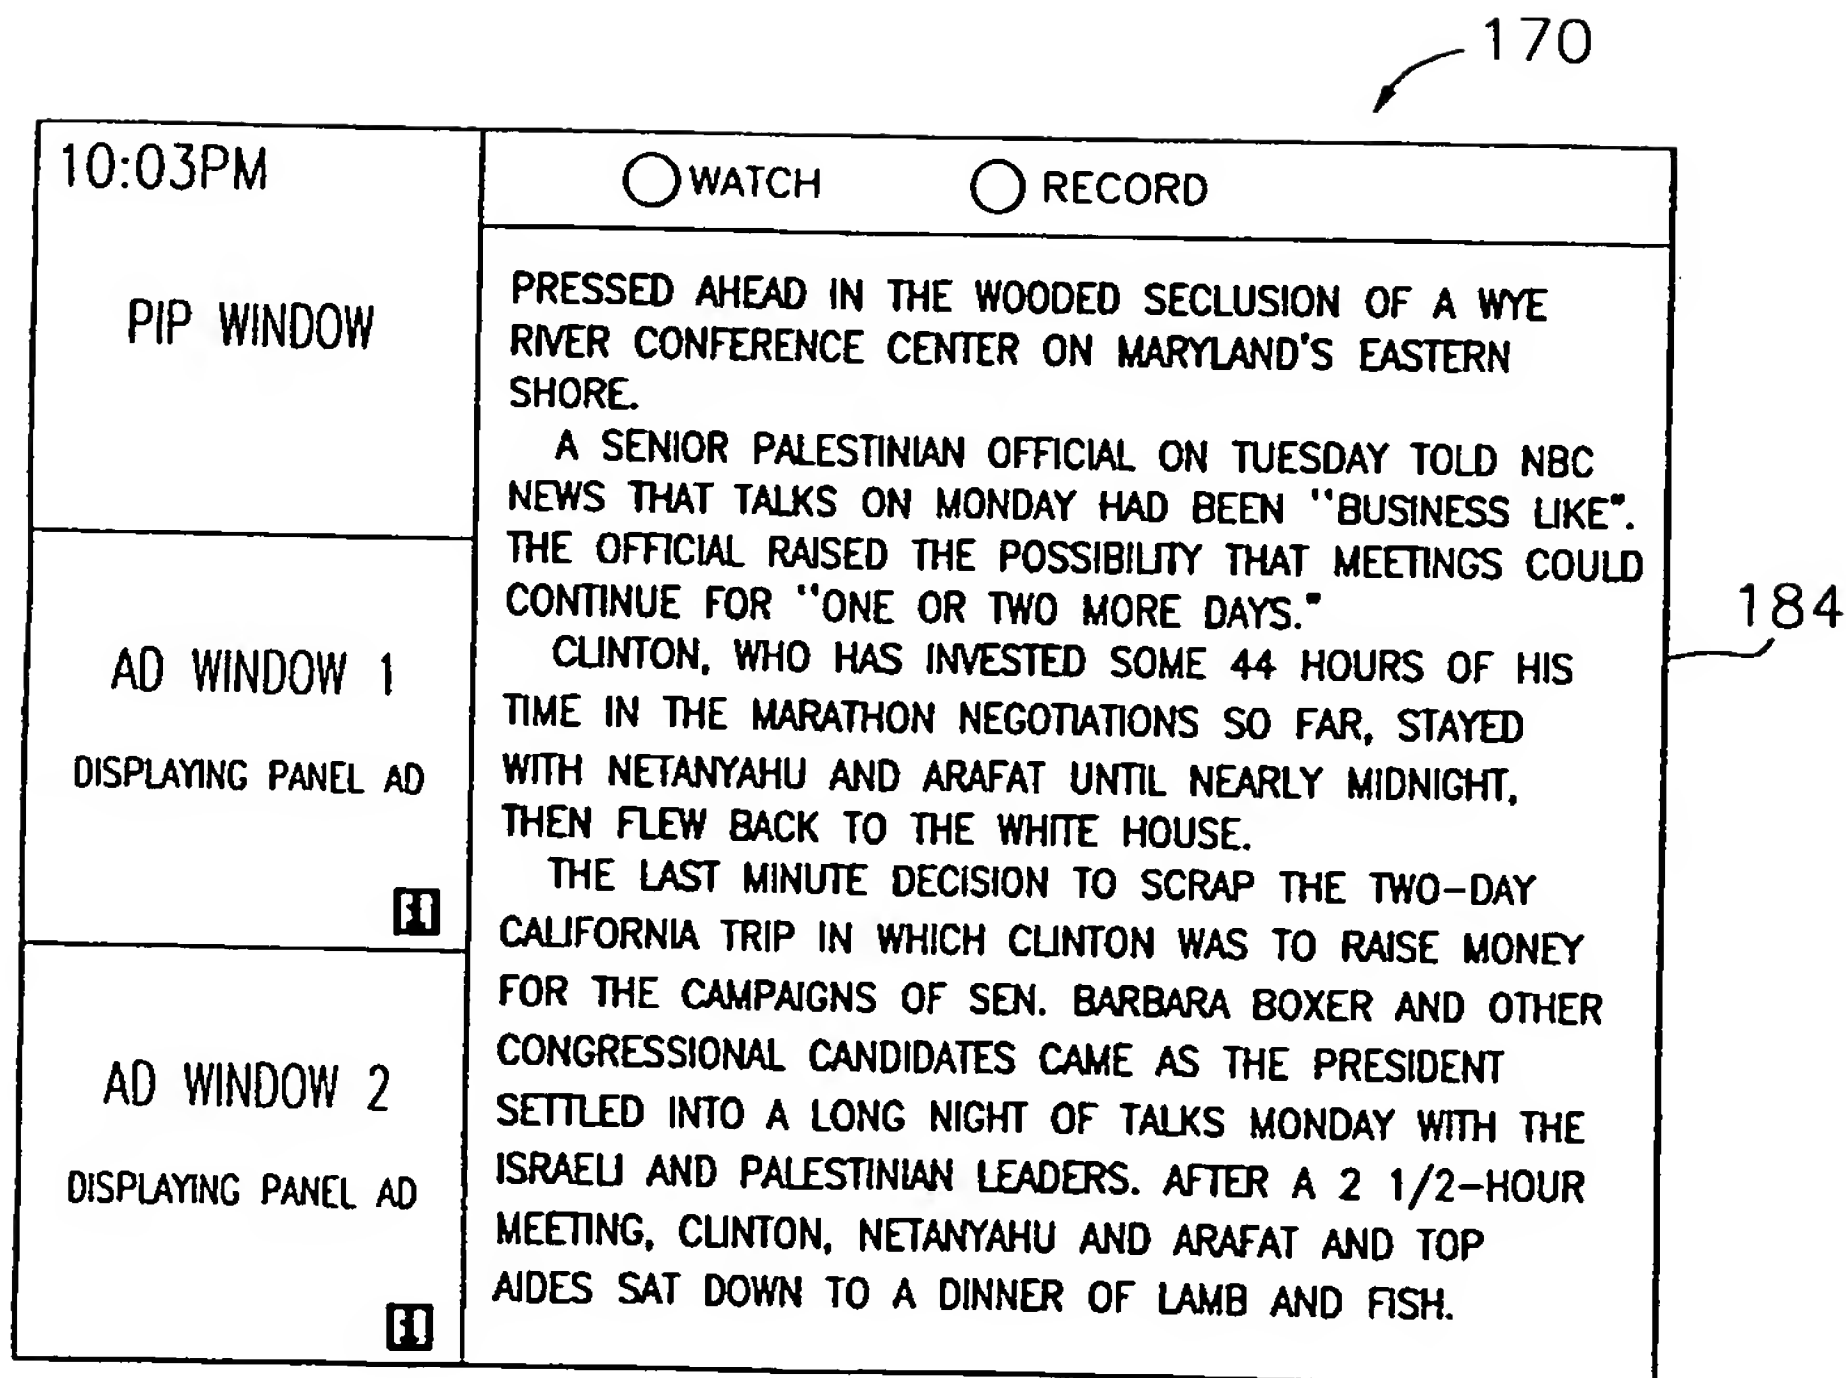 170
10:03PM
PIP WINDOW
AD WINDOW 1
DISPLAYING PANEL AD
AD WINDOW 2
DISPLAYING PANEL AD
WATCH RECORD
PRESSED AHEAD IN THE WOODED SECLUSION OF A WYE
RIVER CONFERENCE CENTER ON MARYLAND'S EASTERN
SHORE.
A SENIOR PALESTINIAN OFFICIAL ON TUESDAY TOLD NBC
NEWS THAT TALKS ON MONDAY HAD BEEN "BUSINESS LIKE".
THE OFFICIAL RAISED THE POSSIBILITY THAT MEETINGS COULD
CONTINUE FOR "ONE OR TWO MORE DAYS."
CLINTON, WHO HAS INVESTED SOME 44 HOURS OF HIS
TIME IN THE MARATHON NEGOTIATIONS SO FAR, STAYED
WITH NETANYAHU AND ARAFAT UNTIL NEARLY MIDNIGHT,
THEN FLEW BACK TO THE WHITE HOUSE.
THE LAST MINUTE DECISION TO SCRAP THE TWO-DAY
CALIFORNIA TRIP IN WHICH CLINTON WAS TO RAISE MONEY
FOR THE CAMPAIGNS OF SEN. BARBARA BOXER AND OTHER
CONGRESSIONAL CANDIDATES CAME AS THE PRESIDENT
SETTLED INTO A LONG NIGHT OF TALKS MONDAY WITH THE
ISRAELI AND PALESTINIAN LEADERS. AFTER A 2 1/2-HOUR
MEETING, CLINTON, NETANYAHU AND ARAFAT AND TOP
AIDES SAT DOWN TO A DINNER OF LAMB AND FISH.
184